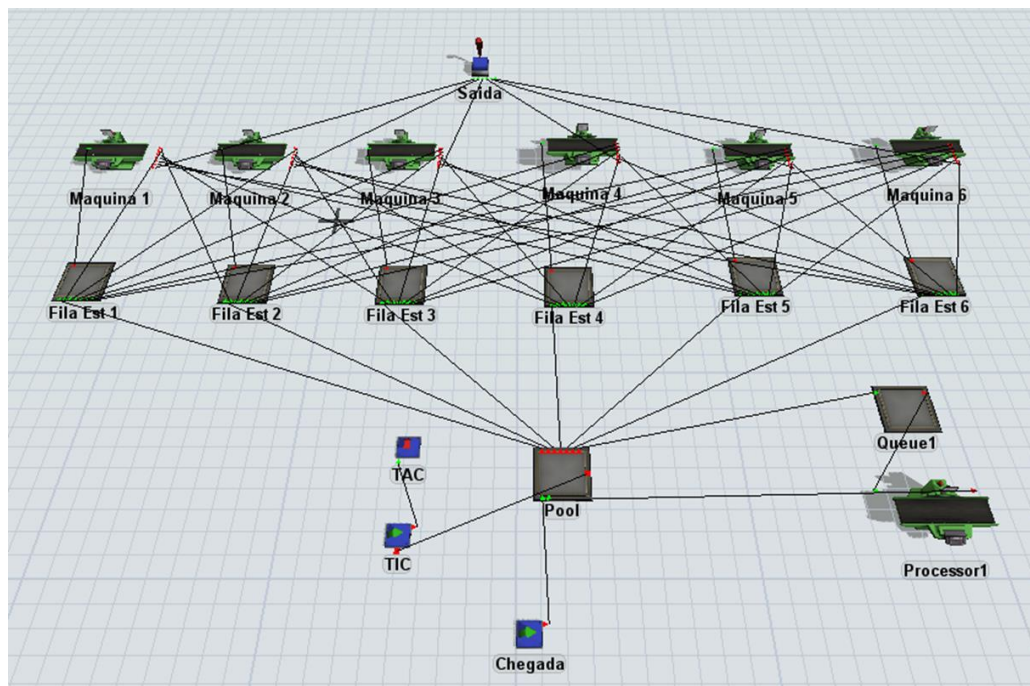 Saida
Maquina 1
Maquina 2
Maquina 3
Maquina 4
Maquina 5
Maquina 6
Fila Est 1
Fila Est 2
Fila Est 3
Fila Est 4
Fila Est 5
Fila Est 6
Queue1
TAC
Pool
TIC
Processor1
Chegada